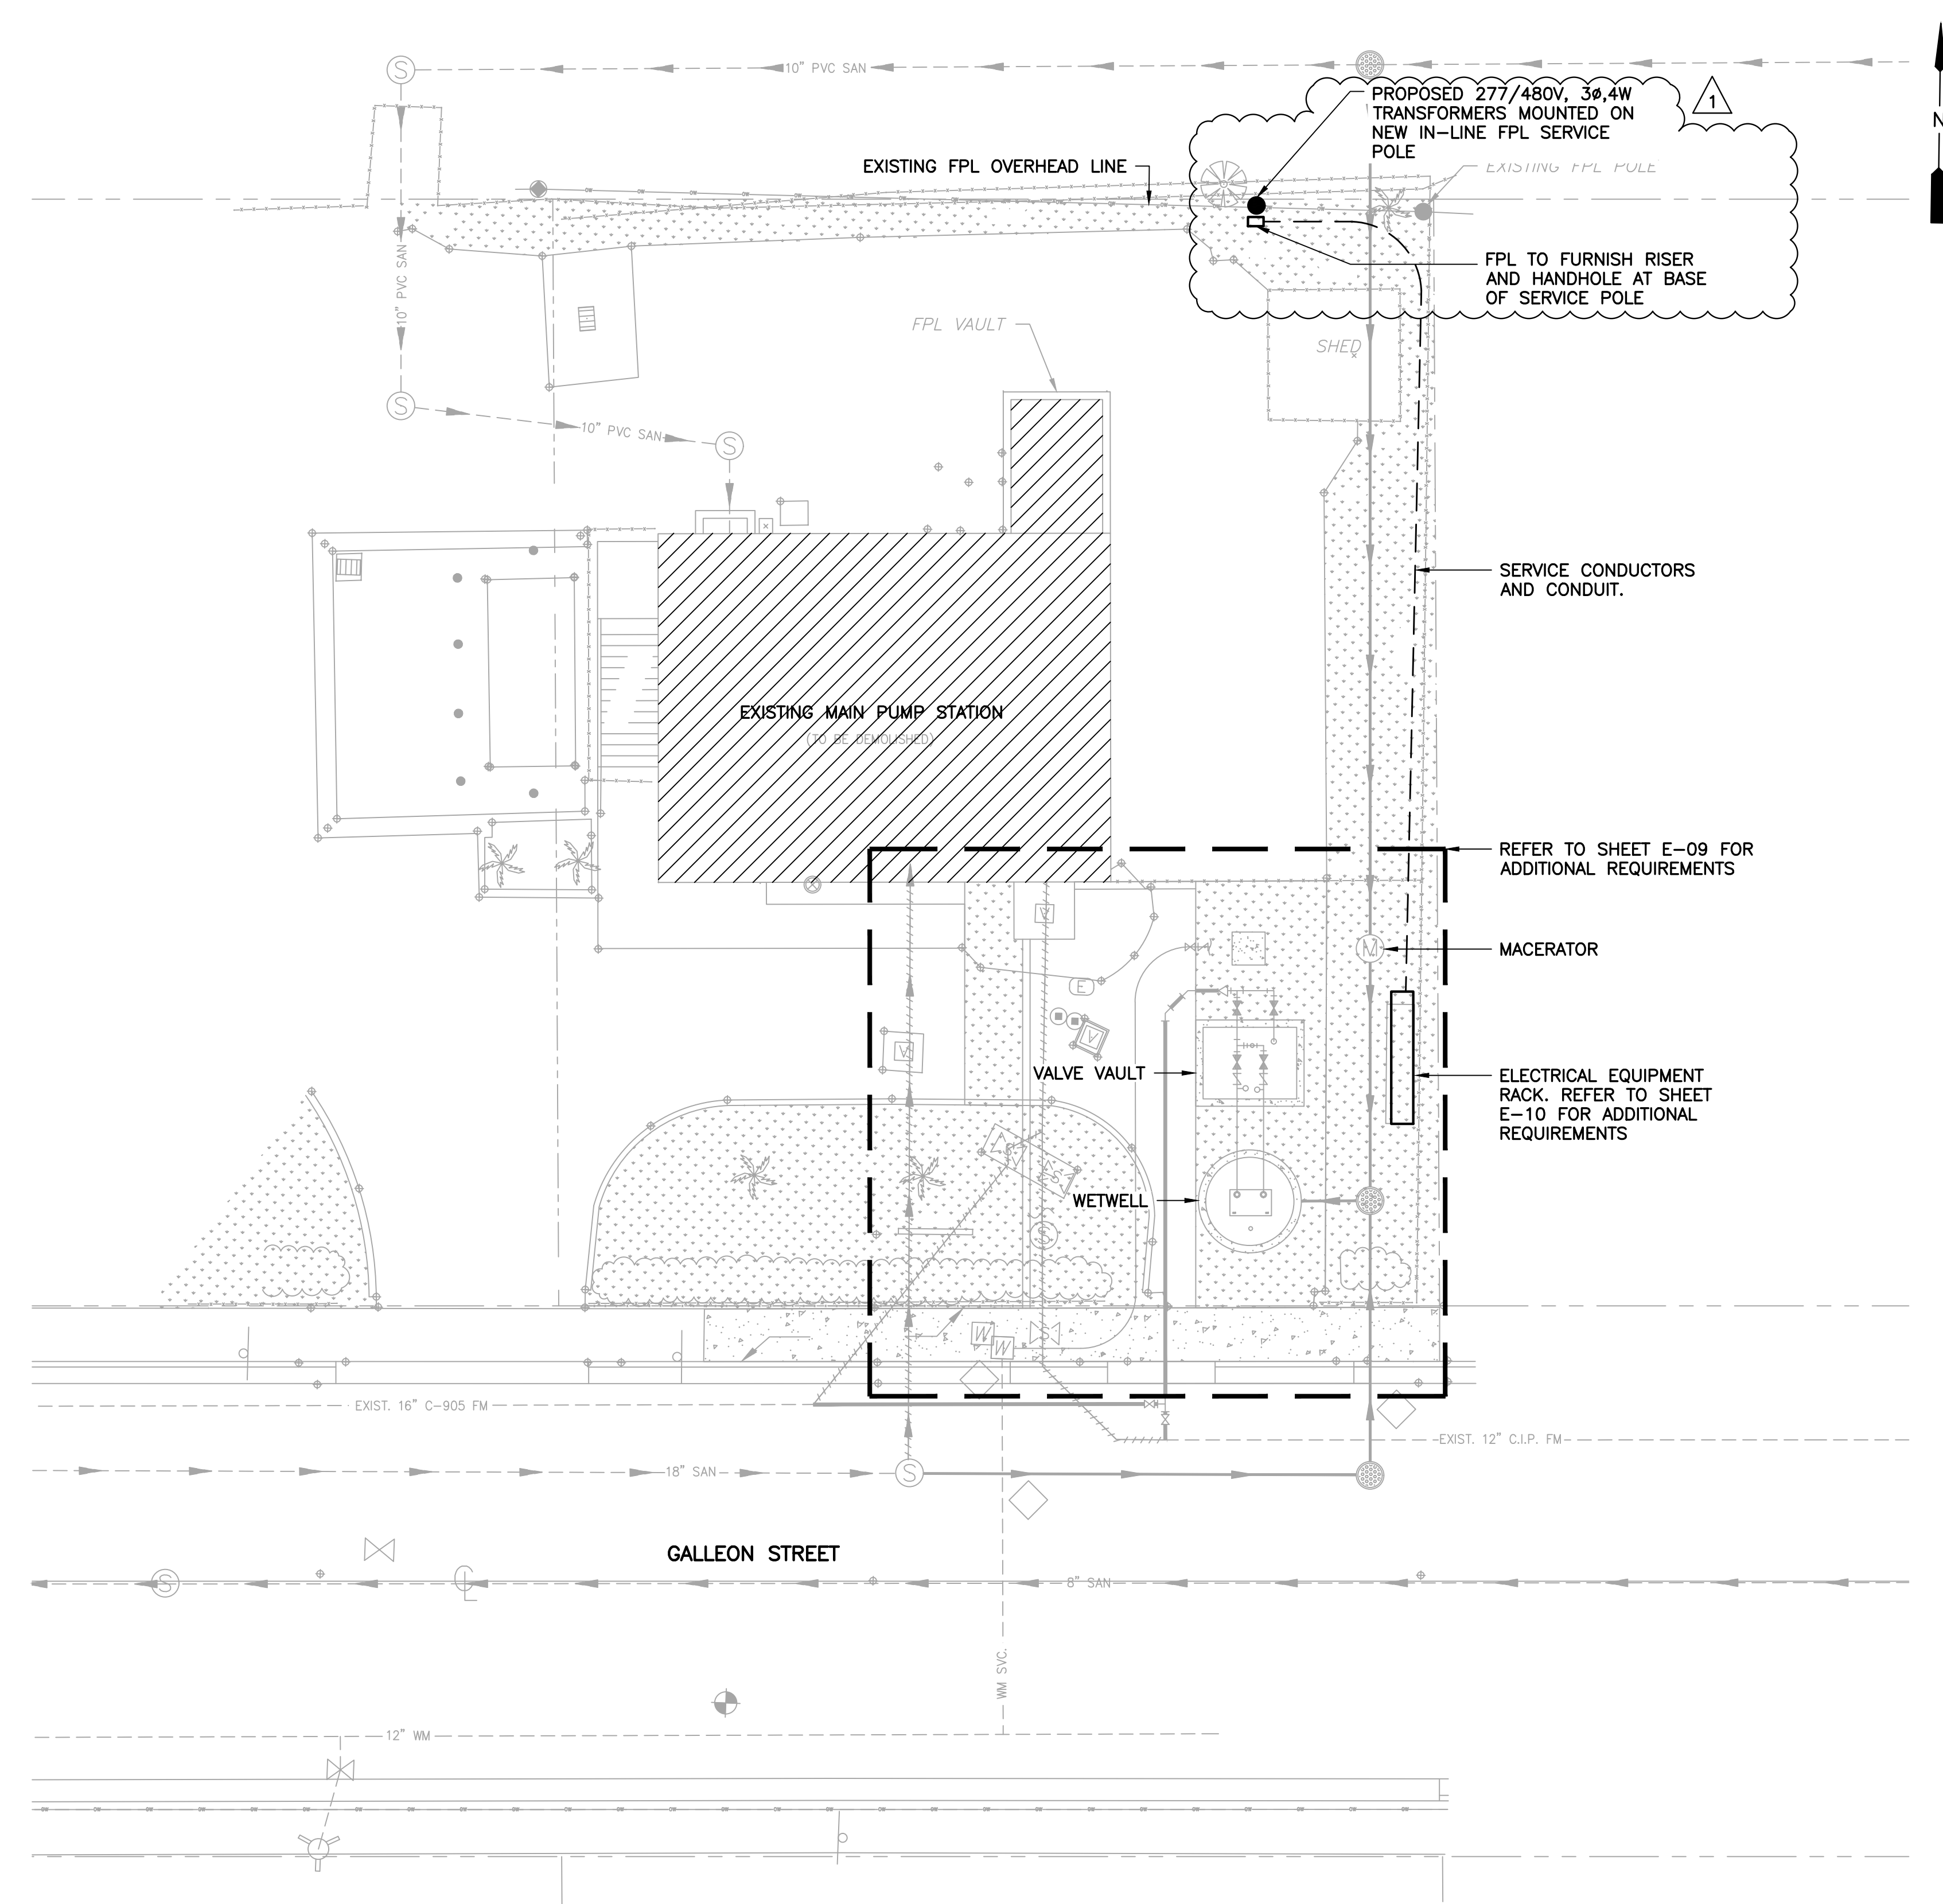 10" PVC SAN
PROPOSED 277/480V, 3ø,4W
TRANSFORMERS MOUNTED ON
NEW IN-LINE FPL SERVICE
POLE
1
N
EXISTING FPL OVERHEAD LINE
EXISTING FPL POLE
10" PVC SAN
FPL TO FURNISH RISER
AND HANDHOLE AT BASE
OF SERVICE POLE
FPL VAULT
SHED
S
S
10" PVC SAN
S
SERVICE CONDUCTORS
AND CONDUIT.
EXISTING MAIN PUMP STATION
(TO BE DEMOLISHED)
REFER TO SHEET E-09 FOR
ADDITIONAL REQUIREMENTS
V
M
MACERATOR
E
V
V
VALVE VAULT
ELECTRICAL EQUIPMENT
RACK. REFER TO SHEET
E-10 FOR ADDITIONAL
REQUIREMENTS
WETWELL
S
W
W
S
EXIST. 16" C-905 FM
EXIST. 12" C.I.P. FM
18" SAN
S
GALLEON STREET
S
CL
8" SAN
WM SVC.
12" WM